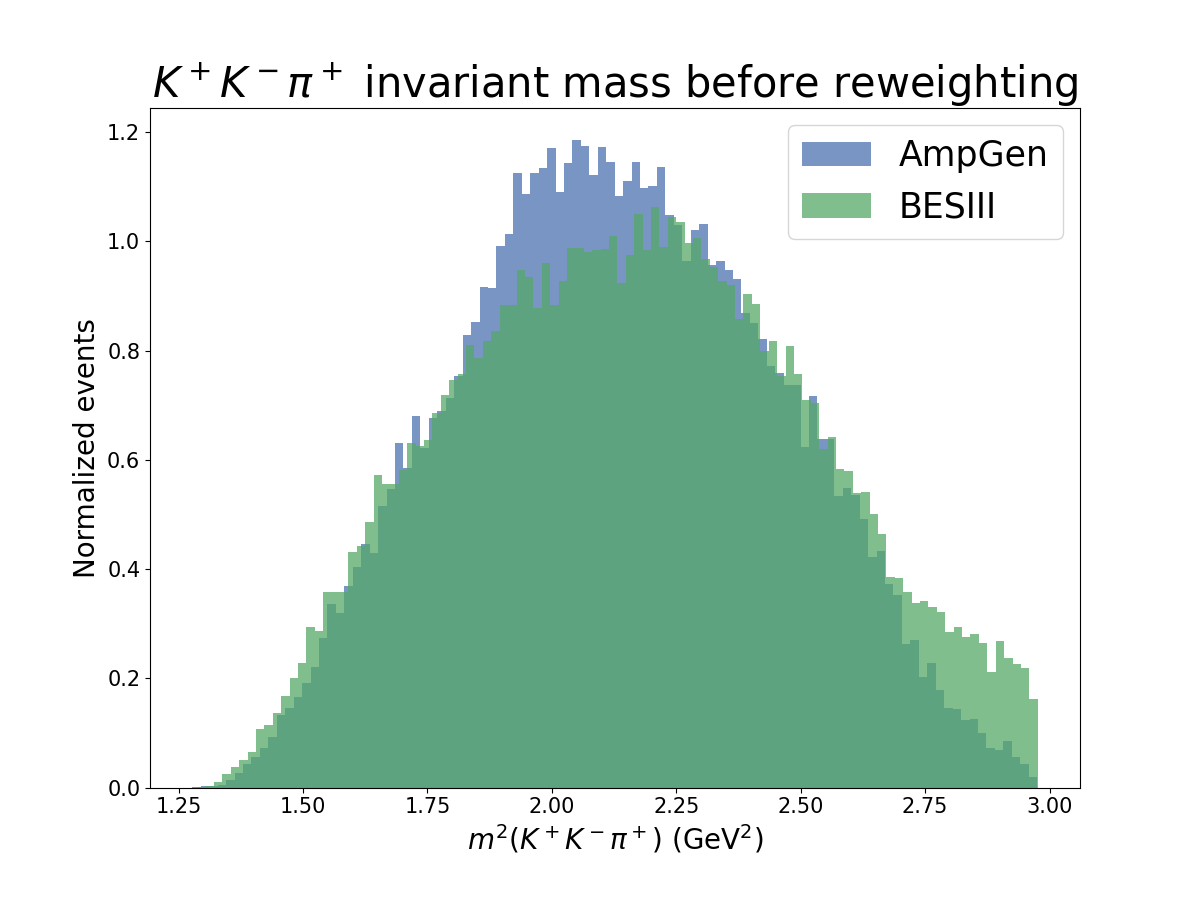 K⁺K⁻π⁺ invariant mass before reweighting
AmpGen
BESIII
Normalized events
1.2
1.0
0.8
0.6
0.4
0.2
0.0
1.25 1.50 1.75 2.00 2.25 2.50 2.75 3.00
m²(K⁺K⁻π⁺) (GeV²)